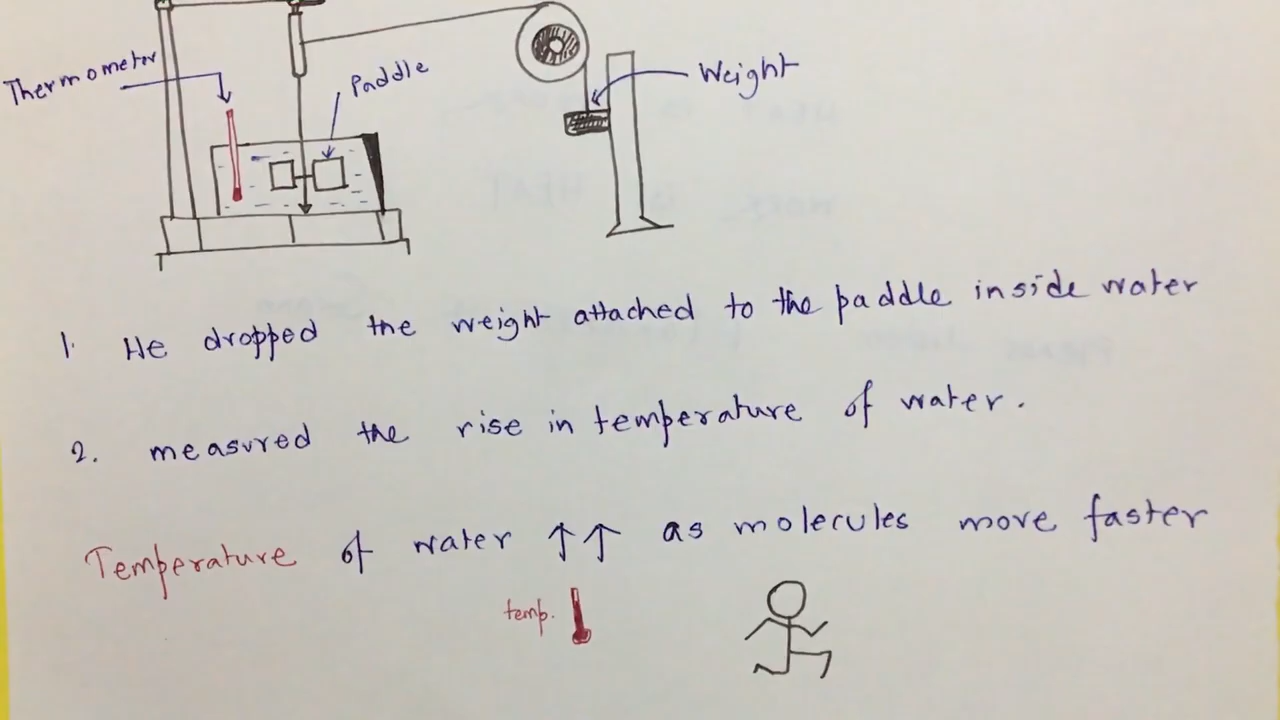 Thermometer
Paddle
Weight
1. He dropped the weight attached to the paddle inside water
2. measured the rise in temperature of water.
Temperature of water ↑↑ as molecules move faster
temp.